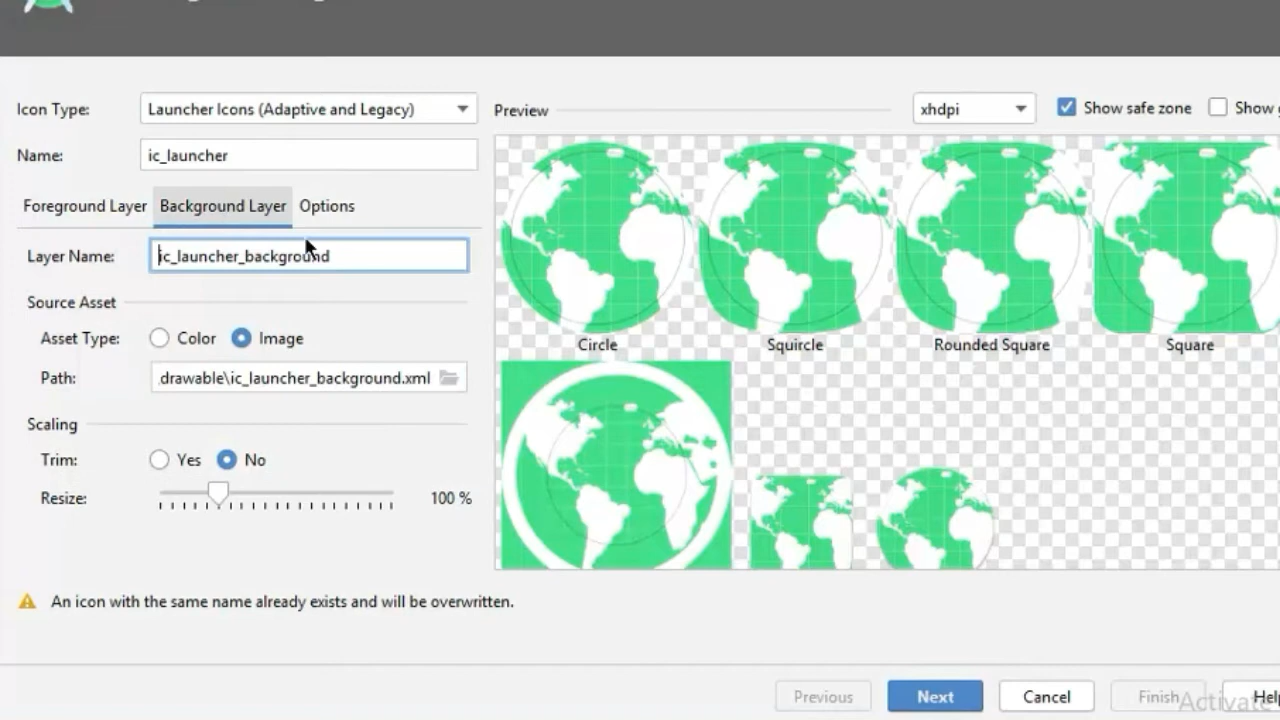 Icon Type:
Launcher Icons (Adaptive and Legacy)
Preview
xhdpi
Show safe zone
Show
Name:
ic_launcher
Foreground Layer
Background Layer
Options
Layer Name:
ic_launcher_background
Source Asset
Asset Type:
Color
Image
Path:
drawable\ic_launcher_background.xml
Scaling
Trim:
Yes
No
Resize:
100 %
Circle
Squircle
Rounded Square
Square
An icon with the same name already exists and will be overwritten.
Previous
Next
Cancel
Finish
Help
Activate